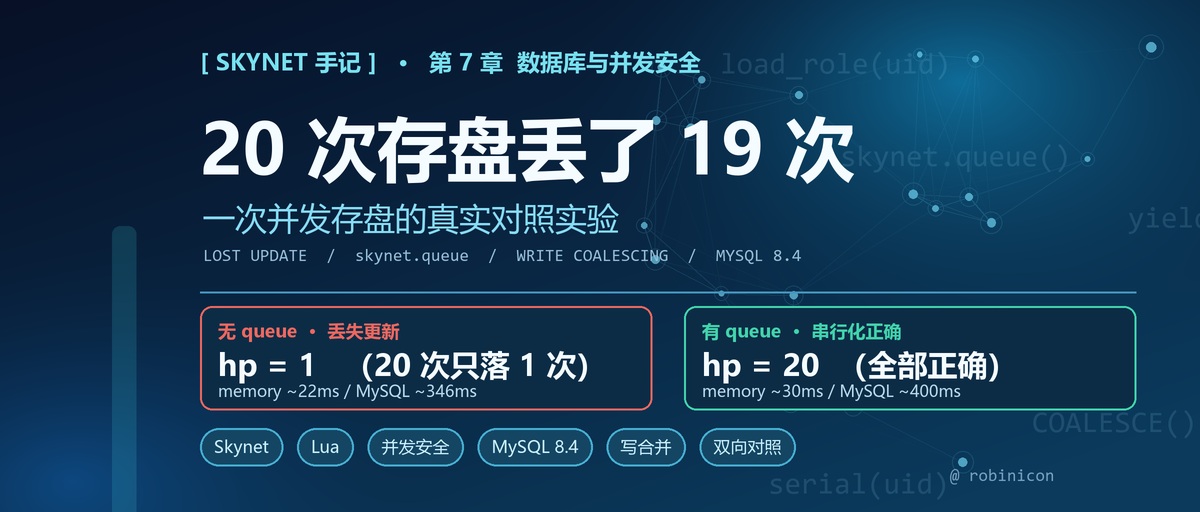 [ SKYNET 手记 ] • 第 7 章 数据库与并发安全
load_role(uid)
20 次存盘丢了 19 次
skynet.queue()
一次并发存盘的真实对照实验
yield
LOST UPDATE / skynet.queue / WRITE COALESCING / MYSQL 8.4
无 queue • 丢失更新
hp = 1 (20 次只落 1 次)
memory ~22ms / MySQL ~346ms
有 queue • 串行化正确
hp = 20 (全部正确)
memory ~30ms / MySQL ~400ms
COALESCE()
Skynet
Lua
并发安全
MySQL 8.4
写合并
双向对照
serial(uid)
@ robinicon